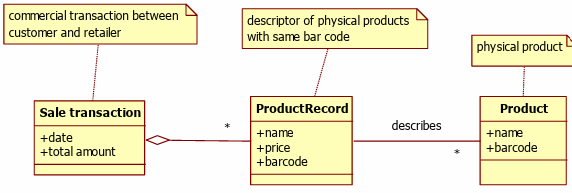 commercial transaction between
customer and retailer
descriptor of physical products
with same bar code
physical product
Sale transaction
+date
+total amount
*
ProductRecord
+name
+price
+barcode
describes
*
Product
+name
+barcode